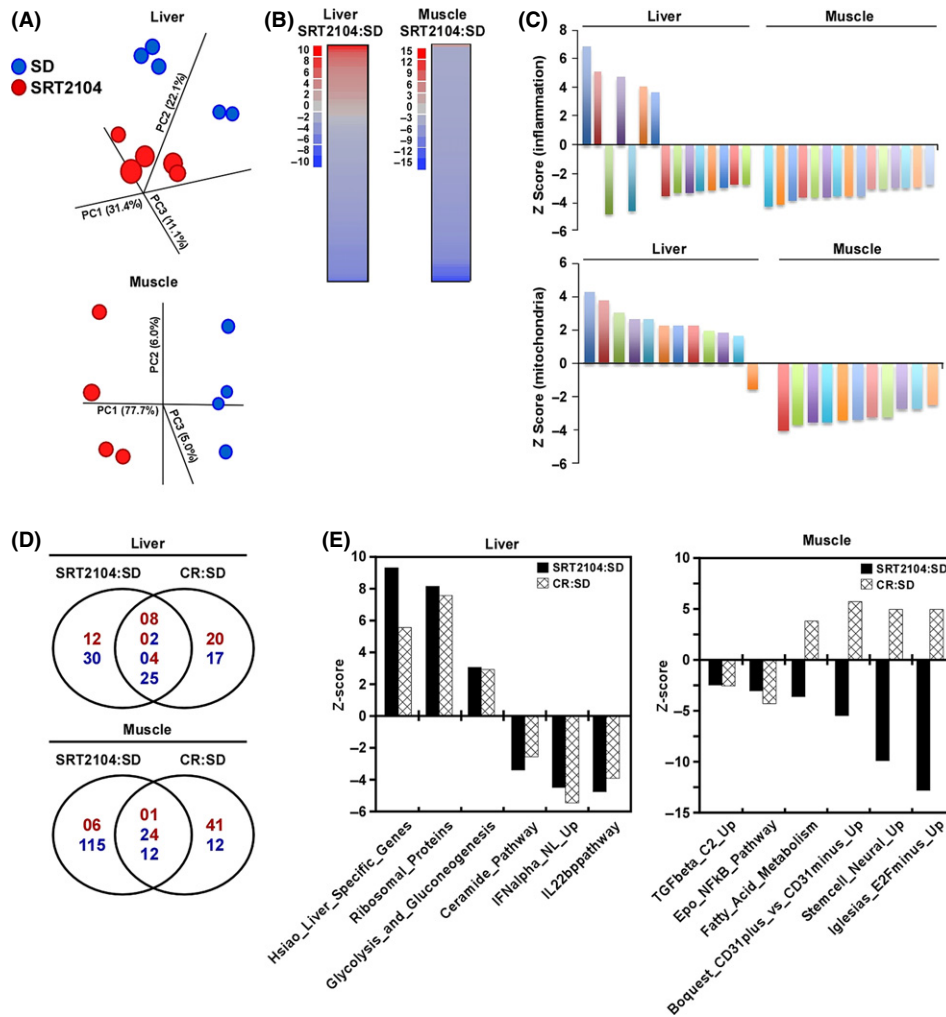 (A)
Liver
SD
SRT2104
PC2 (22.1%)
PC1 (31.4%)
PC3 (11.1%)
Muscle
PC2 (6.0%)
PC1 (77.7%)
PC3 (5.0%)
(B)
Liver
SRT2104:SD
10
8
6
4
2
0
−2
−4
−6
−8
−10
Muscle
SRT2104:SD
15
12
9
6
3
0
−3
−6
−9
−12
−15
(C)
Liver
Muscle
Z Score (inflammation)
8
6
4
2
0
−2
−4
−6
Liver
Muscle
Z Score (mitochondria)
6
4
2
0
−2
−4
−6
(D)
Liver
SRT2104:SD
CR:SD
12
30
08
02
04
25
20
17
Muscle
SRT2104:SD
CR:SD
06
115
01
24
12
41
12
(E)
Liver
SRT2104:SD
CR:SD
Z-score
10
8
6
4
2
0
−2
−4
−6
Hsiao_Liver_Specific_Genes
Ribosomal_Proteins
Glycolysis_and_Gluconeogenesis
Ceramide_Pathway
IFNalpha_NL_Up
IL22bppathway
Muscle
SRT2104:SD
CR:SD
Z-score
10
5
0
−5
−10
−15
TGFbeta_C2_Up
Epo_NFkB_Pathway
Fatty_Acid_Metabolism
Boquest_CD31plus_vs_CD31minus_Up
Stemcell_Neural_Up
Iglesias_E2Fminus_Up